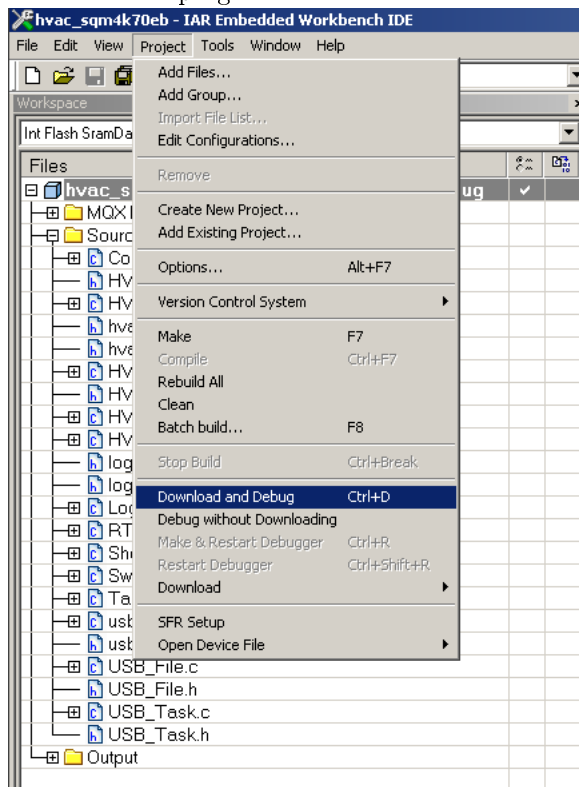 hvac_sqm4k70eb - IAR Embedded Workbench IDE
File Edit View Project Tools Window Help
Workspace
Int Flash SramDa
Files
hvac_s
ug
MQX
Sourc
Co
HV
HV
hva
hva
HV
HV
HV
HV
log
log
Log
RT
She
Sw
Ta
usb
usb
USB_File.c
USB_File.h
USB_Task.c
USB_Task.h
Output
Add Files...
Add Group...
Import File List...
Edit Configurations...
Remove
Create New Project...
Add Existing Project...
Options... Alt+F7
Version Control System
Make F7
Compile Ctrl+F7
Rebuild All
Clean
Batch build... F8
Stop Build Ctrl+Break
Download and Debug Ctrl+D
Debug without Downloading
Make & Restart Debugger Ctrl+R
Restart Debugger Ctrl+Shift+R
Download
SFR Setup
Open Device File